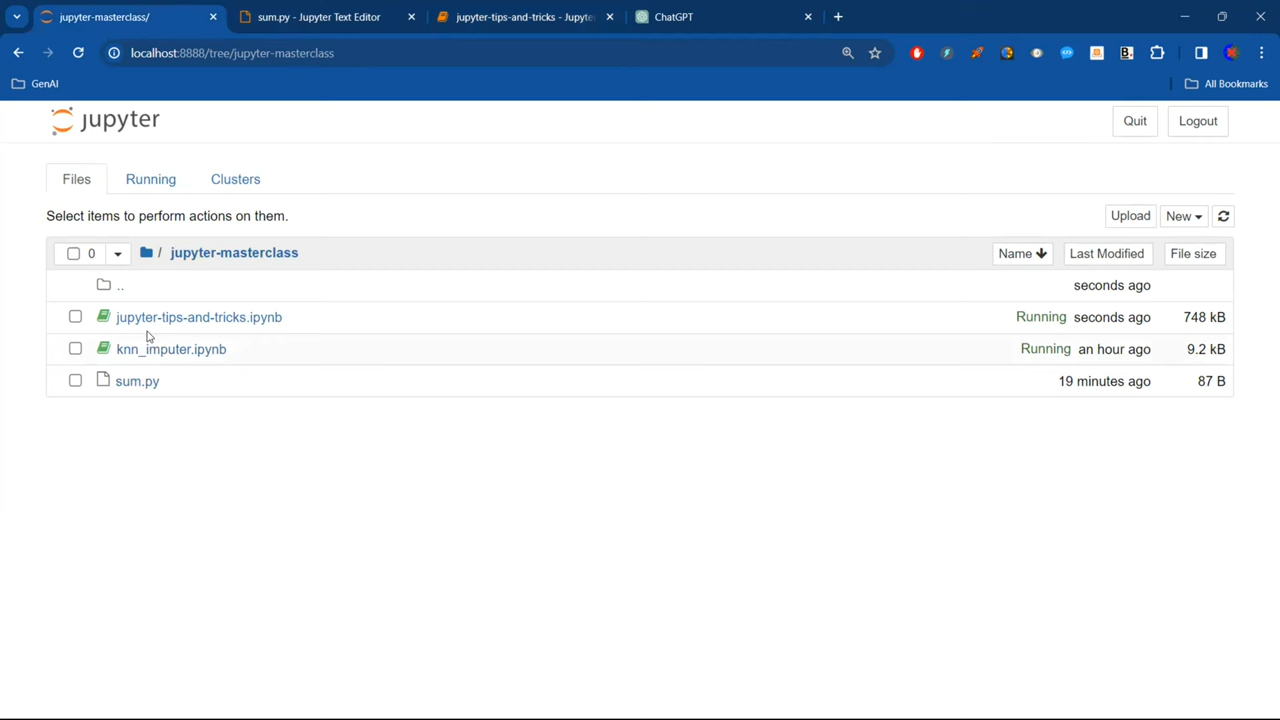 jupyter-masterclass/
sum.py - Jupyter Text Editor
jupyter-tips-and-tricks - Jupyte
ChatGPT
localhost:8888/tree/jupyter-masterclass
GenAI
All Bookmarks
jupyter
Quit
Logout
Files
Running
Clusters
Select items to perform actions on them.
Upload
New
0
/ jupyter-masterclass
Name
Last Modified
File size
..
seconds ago
jupyter-tips-and-tricks.ipynb
Running seconds ago
748 kB
knn_imputer.ipynb
Running an hour ago
9.2 kB
sum.py
19 minutes ago
87 B